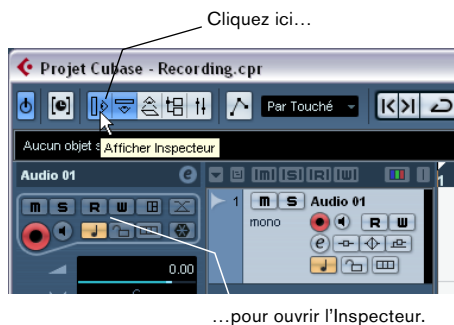 Cliquez ici…
Projet Cubase - Recording.cpr
Par Touché
Aucun objet s
Afficher Inspecteur
Audio 01
e
m S R W
0.00
C
[m] [S] [R] [W]
1
1 m S Audio 01
mono
R W
e
…pour ouvrir l'Inspecteur.